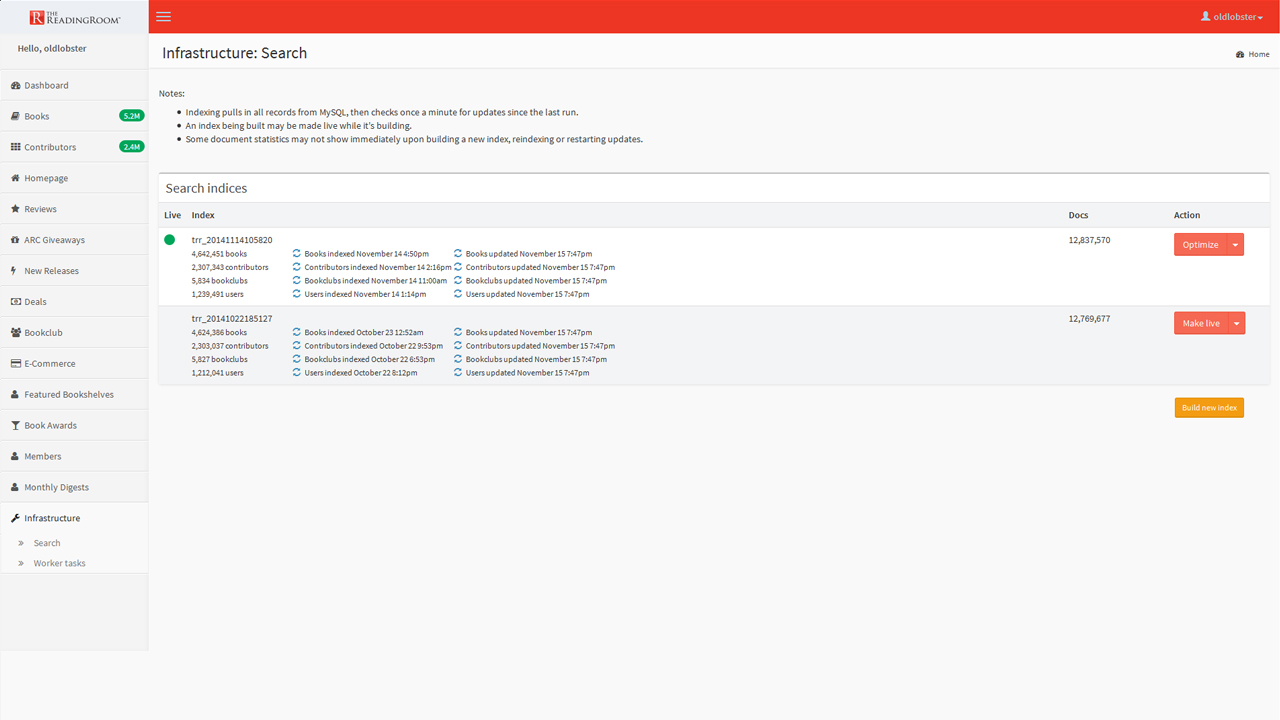 THE
READINGROOM
oldlobster
Hello, oldlobster
Infrastructure: Search
Home
Dashboard
Books 5.2M
Contributors 2.4M
Homepage
Reviews
ARC Giveaways
New Releases
Deals
Bookclub
E-Commerce
Featured Bookshelves
Book Awards
Members
Monthly Digests
Infrastructure
Search
Worker tasks
Notes:
Indexing pulls in all records from MySQL, then checks once a minute for updates since the last run.
An index being built may be made live while it's building.
Some document statistics may not show immediately upon building a new index, reindexing or restarting updates.
Search indices
Live Index Docs Action
trr_20141114105820 12,837,570 Optimize
4,642,451 books Books indexed November 14 4:50pm Books updated November 15 7:47pm
2,307,343 contributors Contributors indexed November 14 2:16pm Contributors updated November 15 7:47pm
5,834 bookclubs Bookclubs indexed November 14 11:00am Bookclubs updated November 15 7:47pm
1,239,491 users Users indexed November 14 1:14pm Users updated November 15 7:47pm
trr_20141022185127 12,769,677 Make live
4,624,386 books Books indexed October 23 12:52am Books updated November 15 7:47pm
2,303,037 contributors Contributors indexed October 22 9:53pm Contributors updated November 15 7:47pm
5,827 bookclubs Bookclubs indexed October 22 6:53pm Bookclubs updated November 15 7:47pm
1,212,041 users Users indexed October 22 8:12pm Users updated November 15 7:47pm
Build new index